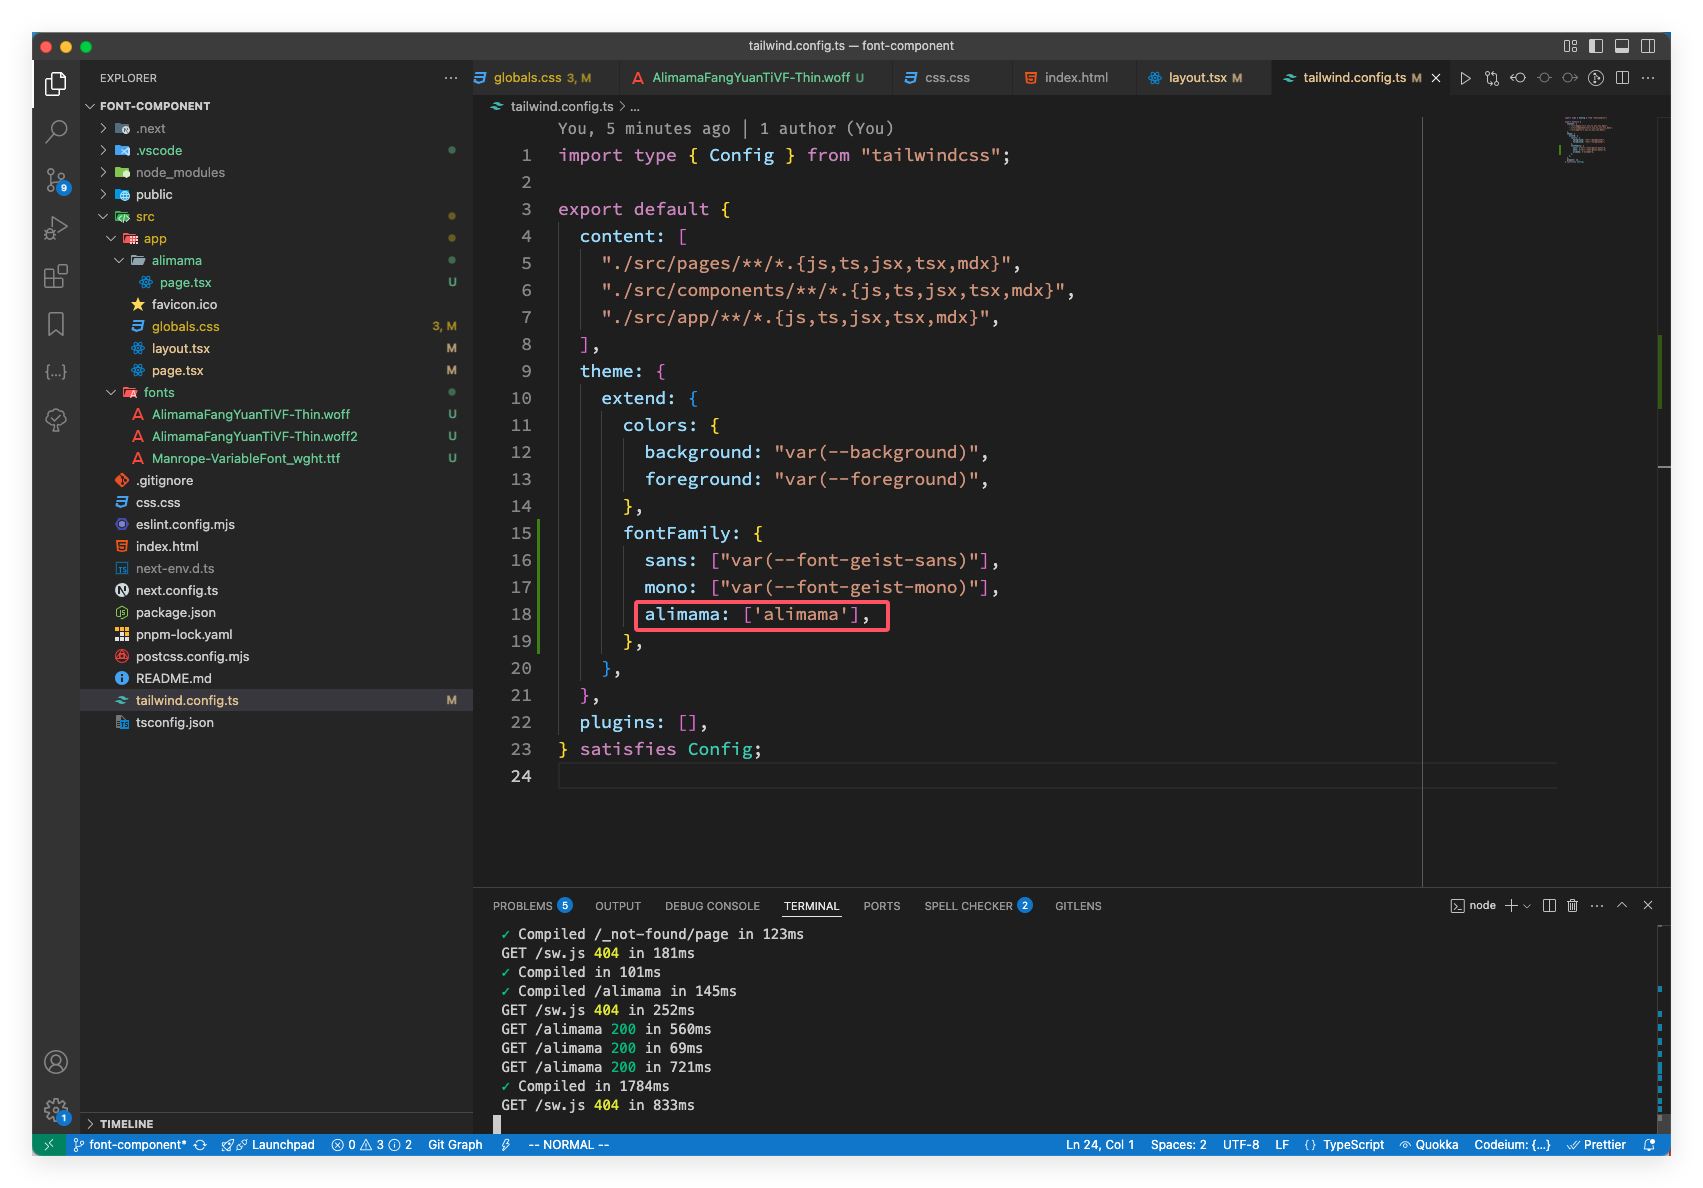 tailwind.config.ts — font-component
EXPLORER
globals.css 3, M
AlimamaFangYuanTiVF-Thin.woff U
css.css
index.html
layout.tsx M
tailwind.config.ts M
FONT-COMPONENT
.next
.vscode
node_modules
public
src
app
alimama
page.tsx U
favicon.ico
globals.css 3, M
layout.tsx M
page.tsx M
fonts
AlimamaFangYuanTiVF-Thin.woff U
AlimamaFangYuanTiVF-Thin.woff2 U
Manrope-VariableFont_wght.ttf U
.gitignore
css.css
eslint.config.mjs
index.html
next-env.d.ts
next.config.ts
package.json
pnpm-lock.yaml
postcss.config.mjs
README.md
tailwind.config.ts M
tsconfig.json
TIMELINE
9
1
tailwind.config.ts > ...
You, 5 minutes ago | 1 author (You)
1 import type { Config } from "tailwindcss";
2
3 export default {
4 content: [
5 "./src/pages/**/*.{js,ts,jsx,tsx,mdx}",
6 "./src/components/**/*.{js,ts,jsx,tsx,mdx}",
7 "./src/app/**/*.{js,ts,jsx,tsx,mdx}",
8 ],
9 theme: {
10 extend: {
11 colors: {
12 background: "var(--background)",
13 foreground: "var(--foreground)",
14 },
15 fontFamily: {
16 sans: ["var(--font-geist-sans)"],
17 mono: ["var(--font-geist-mono)"],
18 alimama: ['alimama'],
19 },
20 },
21 },
22 plugins: [],
23 } satisfies Config;
24
PROBLEMS 5 OUTPUT DEBUG CONSOLE TERMINAL PORTS SPELL CHECKER 2 GITLENS
node
✓ Compiled /_not-found/page in 123ms
GET /sw.js 404 in 181ms
✓ Compiled in 101ms
✓ Compiled /alimama in 145ms
GET /sw.js 404 in 252ms
GET /alimama 200 in 560ms
GET /alimama 200 in 69ms
GET /alimama 200 in 721ms
✓ Compiled in 1784ms
GET /sw.js 404 in 833ms
font-component* Launchpad 0 3 2 Git Graph -- NORMAL -- Ln 24, Col 1 Spaces: 2 UTF-8 LF {} TypeScript Quokka Codeium: {...} Prettier